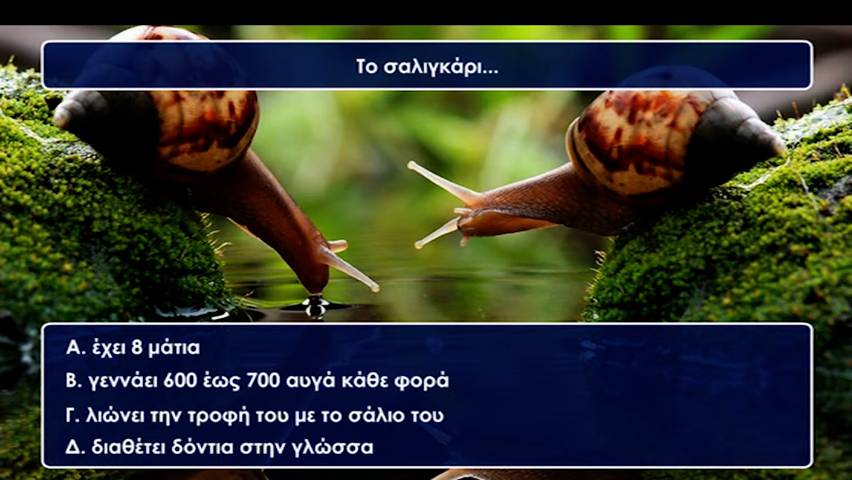 Το σαλιγκάρι...
Α. έχει 8 μάτια
Β. γεννάει 600 έως 700 αυγά κάθε φορά
Γ. λιώνει την τροφή του με το σάλιο του
Δ. διαθέτει δόντια στην γλώσσα